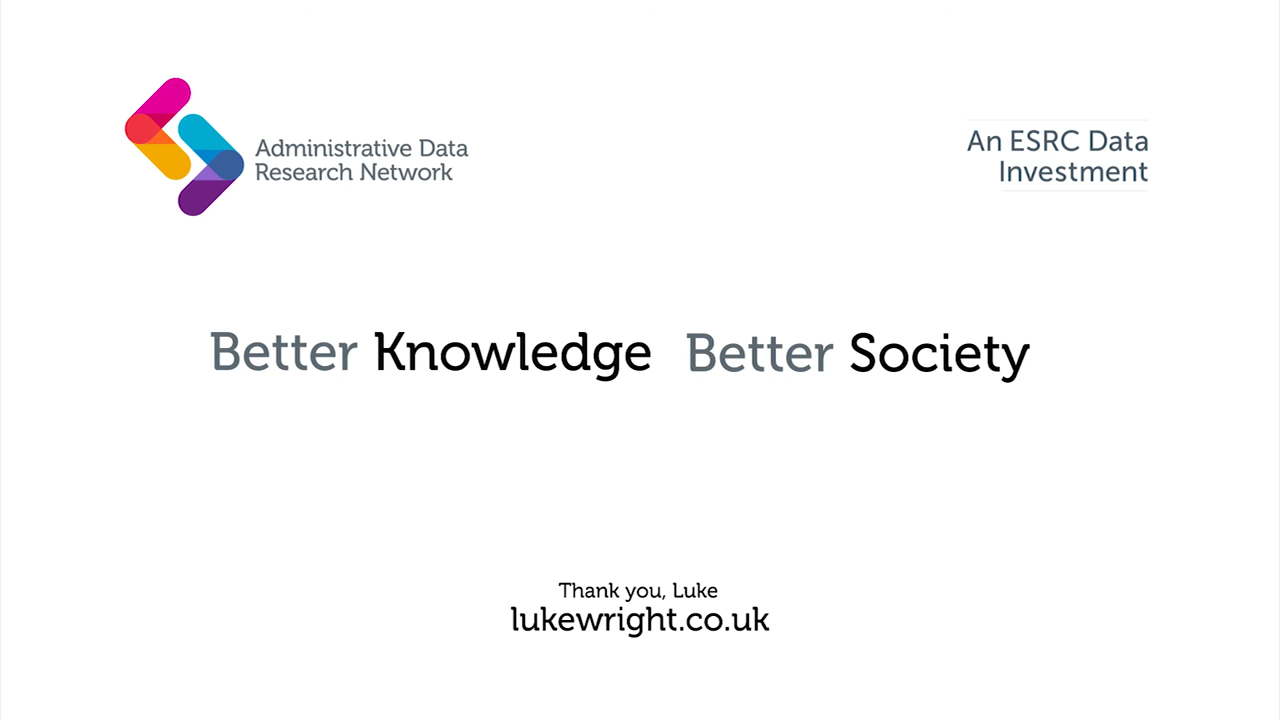 Administrative Data
Research Network
An ESRC Data
Investment
Better Knowledge Better Society
Thank you, Luke
lukewright.co.uk